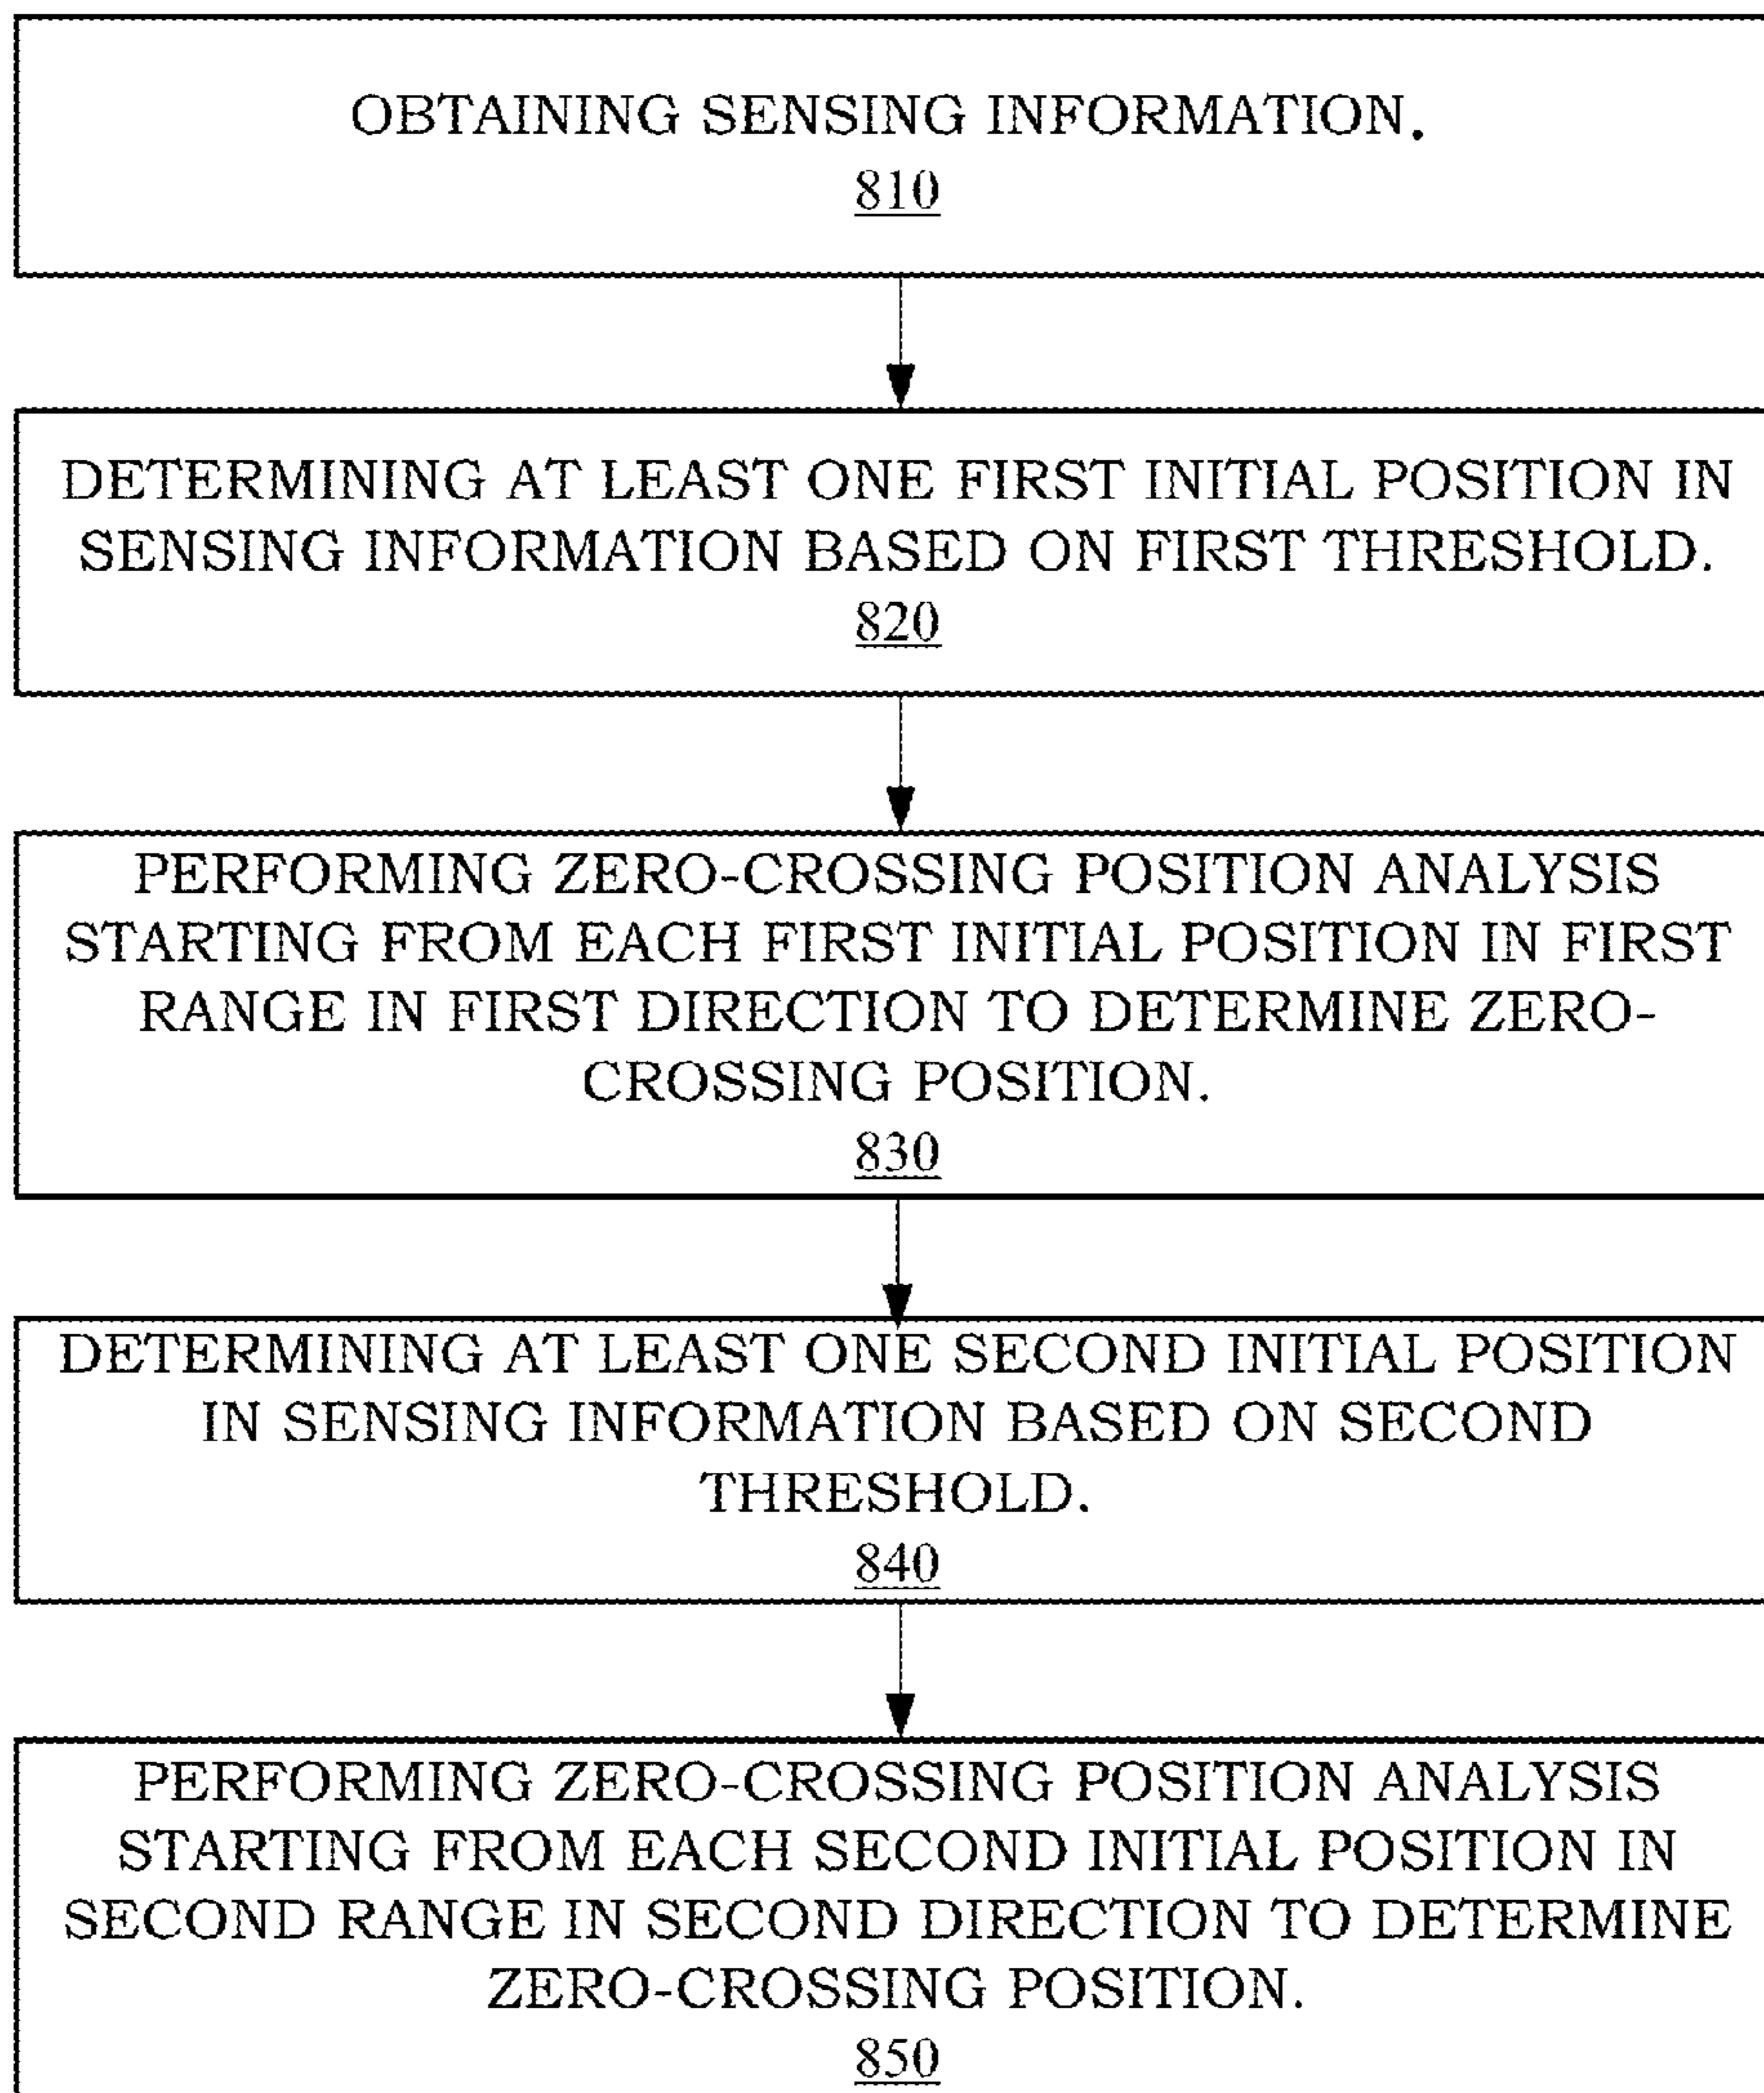 OBTAINING SENSING INFORMATION.
810
DETERMINING AT LEAST ONE FIRST INITIAL POSITION IN
SENSING INFORMATION BASED ON FIRST THRESHOLD.
820
PERFORMING ZERO-CROSSING POSITION ANALYSIS
STARTING FROM EACH FIRST INITIAL POSITION IN FIRST
RANGE IN FIRST DIRECTION TO DETERMINE ZERO-
CROSSING POSITION.
830
DETERMINING AT LEAST ONE SECOND INITIAL POSITION
IN SENSING INFORMATION BASED ON SECOND
THRESHOLD.
840
PERFORMING ZERO-CROSSING POSITION ANALYSIS
STARTING FROM EACH SECOND INITIAL POSITION IN
SECOND RANGE IN SECOND DIRECTION TO DETERMINE
ZERO-CROSSING POSITION.
850